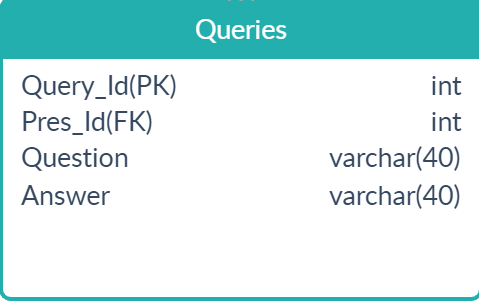 Queries
Query_Id(PK) int
Pres_Id(FK) int
Question varchar(40)
Answer varchar(40)